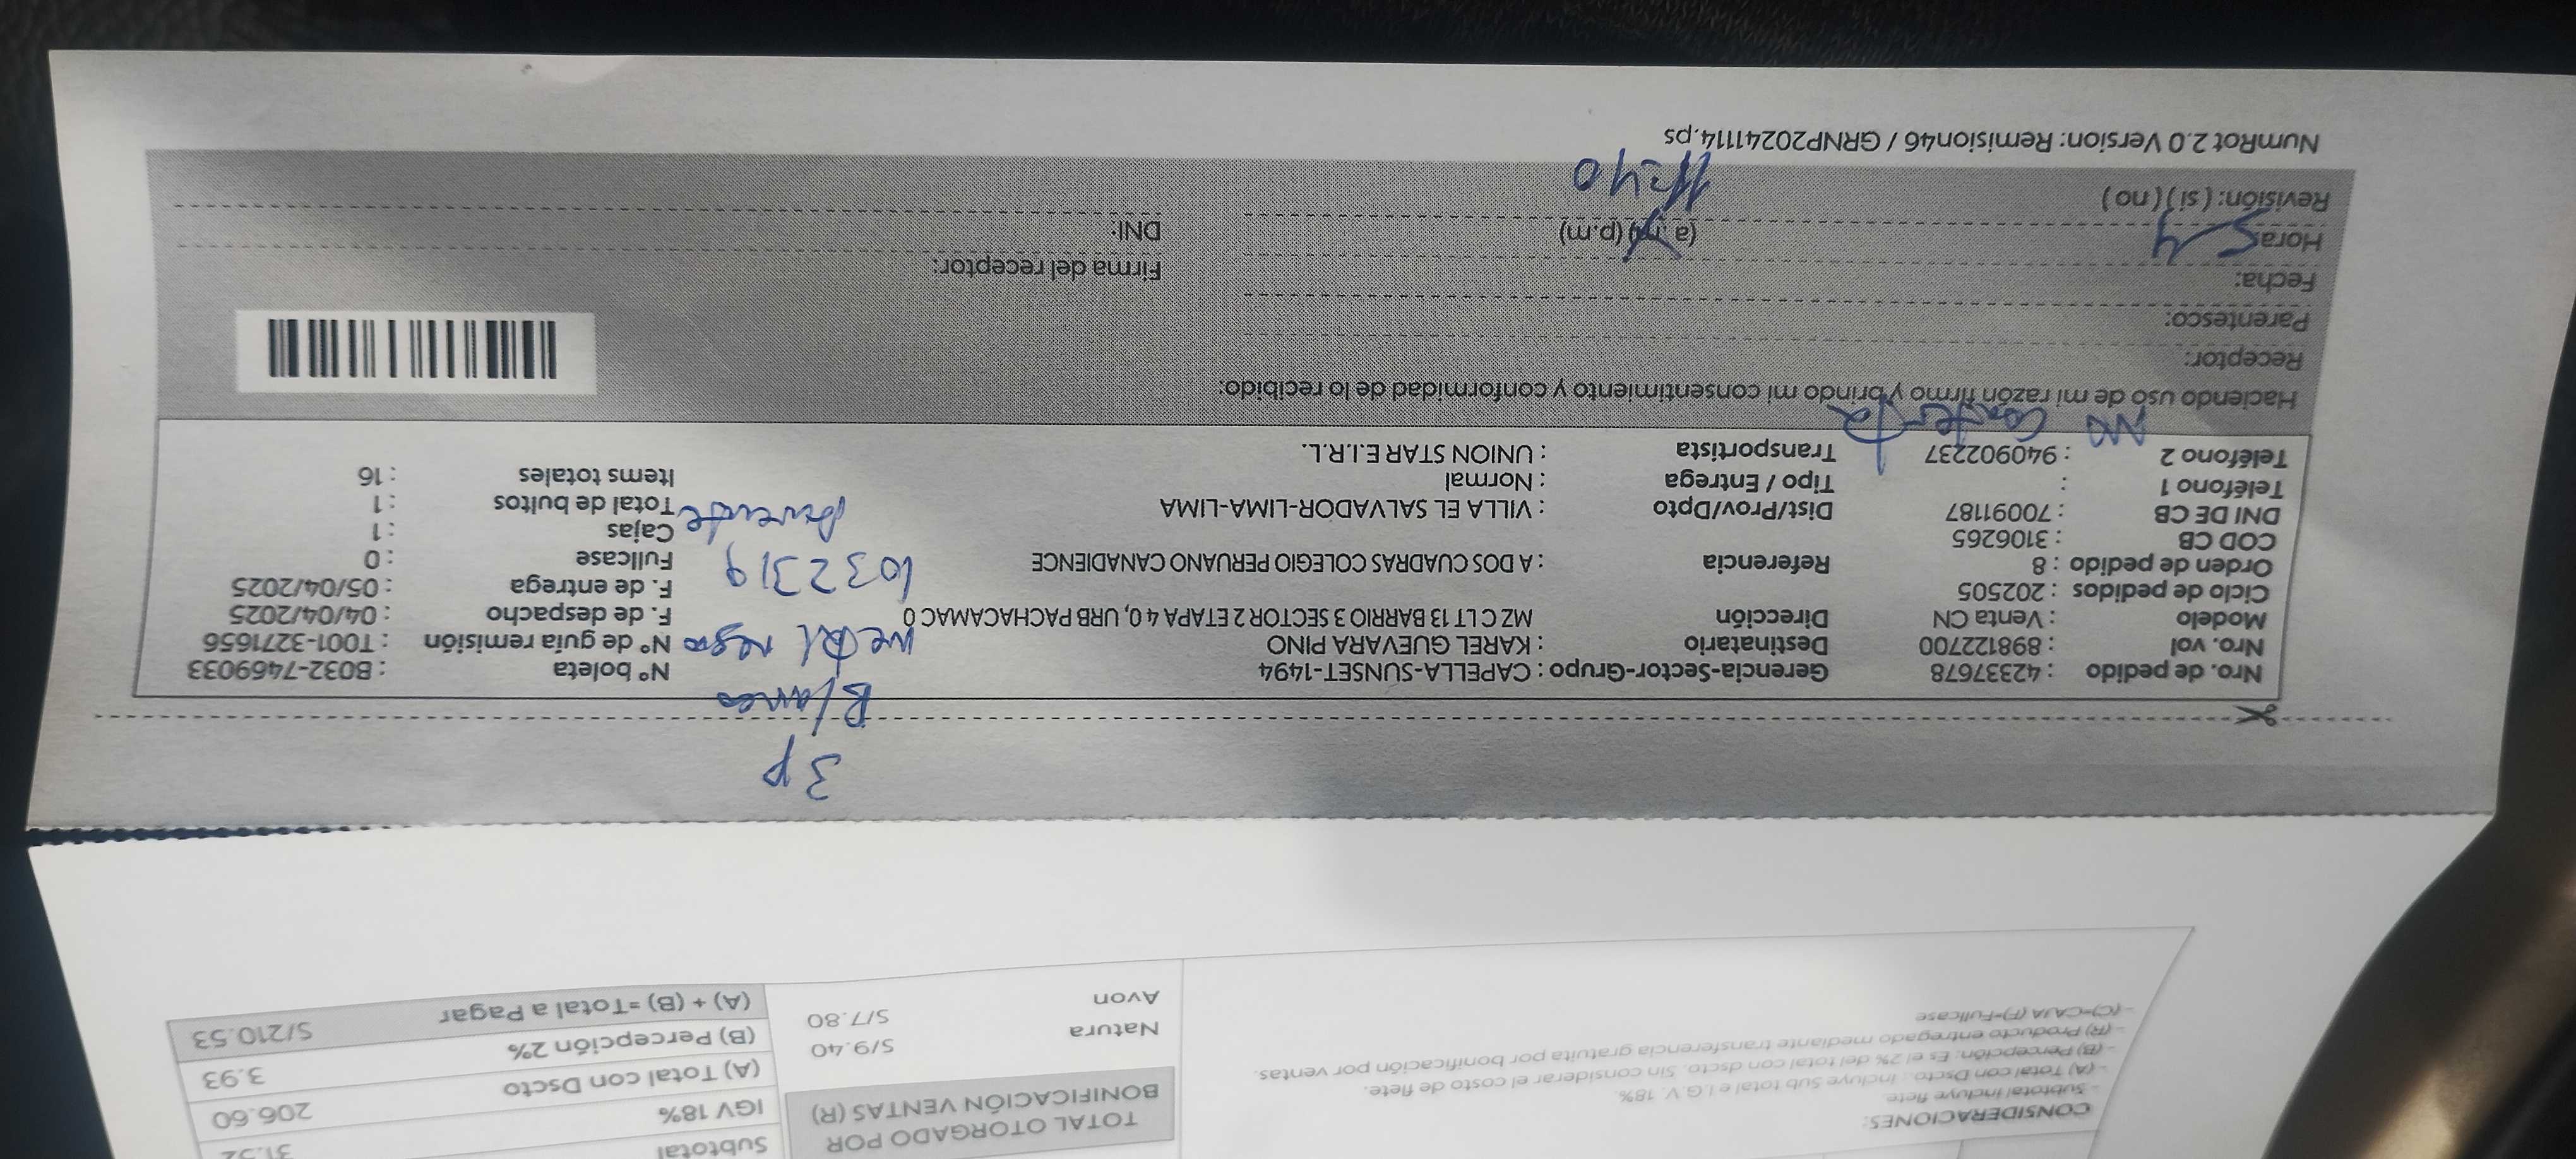 CONSIDERACIONES:
- Subtotal incluye flete
- (A) Total con Dscto.: Incluye Sub total e I.G.V. 18%.
- (B) Percepción: Es el 2% del total con dscto. Sin considerar el costo de flete.
- (R) Producto entregado mediante transferencia gratuita por bonificación por ventas.
- (C)=CAJA (F)=Fullcase
TOTAL OTORGADO POR
BONIFICACIÓN VENTAS (R)
Natura S/9.40
Avon S/7.80
Subtotal
IGV 18% 31.52
(A) Total con Dscto 206.60
(B) Percepción 2% 3.93
(A) + (B) =Total a Pagar S/210.53
3p
Blanco
negro
Nro. de pedido : 42337678 Gerencia-Sector-Grupo : CAPELLA-SUNSET-1494 N° boleta : B032-7469033
Nro. vol : 898122700 Destinatario : KAREL GUEVARA PINO N° de guía remisión : T001-3271656
Modelo : Venta CN Dirección MZ C LT 13 BARRIO 3 SECTOR 2 ETAPA 4 0, URB PACHACAMAC 0 F. de despacho : 04/04/2025
Ciclo de pedidos : 202505 F. de entrega : 05/04/2025
Orden de pedido : 8 Referencia : A DOS CUADRAS COLEGIO PERUANO CANADIENCE Fullcase : 0
COD CB : 3106265 Cajas : 1
DNI DE CB : 70091187 Dist/Prov/Dpto : VILLA EL SALVADOR-LIMA-LIMA Total de bultos : 1
Teléfono 1 : Tipo / Entrega : Normal Items totales : 16
Teléfono 2 : 940902237 Transportista : UNION STAR E.I.R.L.
No contesta
Haciendo uso de mi razón firmo y brindo mi consentimiento y conformidad de lo recibido:
Receptor:
Parentesco:
Fecha:
Firma del receptor:
Hora: 5-4 (a.m) (p.m)
DNI:
Revisión: ( si ) ( no )
11:40
NumRot 2.0 Version: Remision46 / GRNP20241114.ps